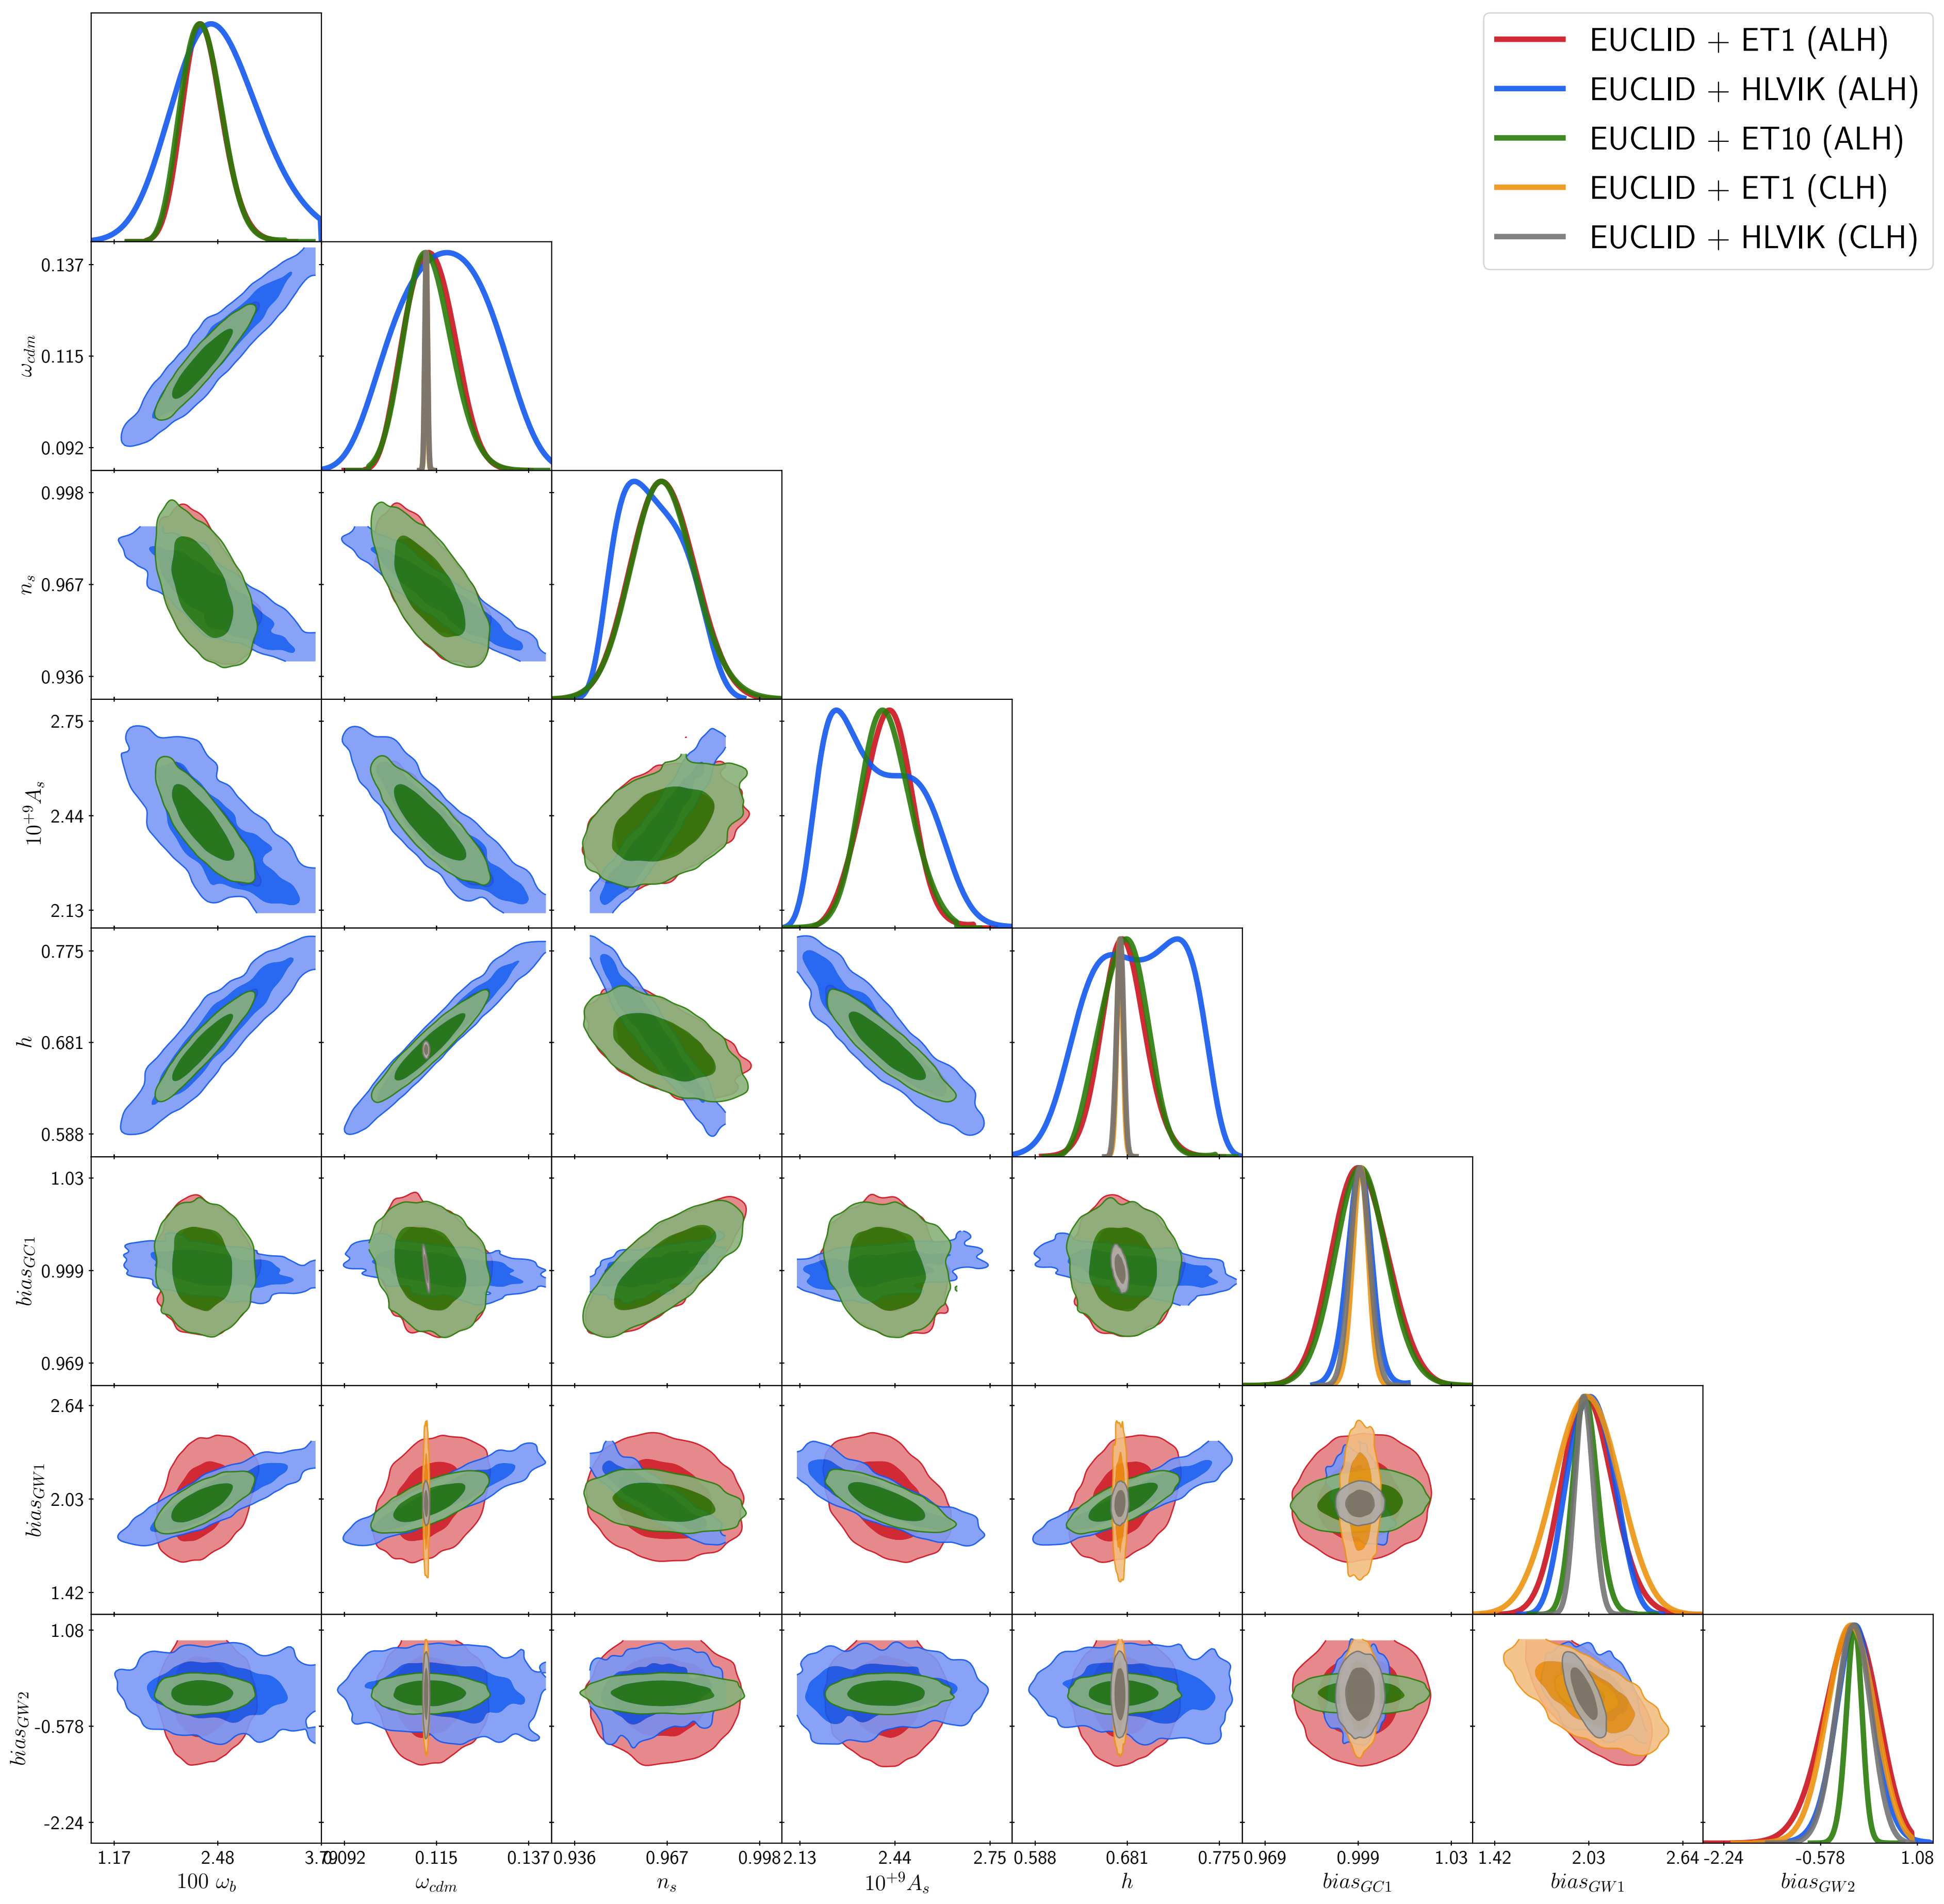 EUCLID + ET1 (ALH)
EUCLID + HLVIK (ALH)
EUCLID + ET10 (ALH)
EUCLID + ET1 (CLH)
EUCLID + HLVIK (CLH)
0.137
0.115
0.092
ω_cdm
0.998
0.967
0.936
n_s
2.75
2.44
2.13
10^{+9}A_s
0.775
0.681
0.588
h
1.03
0.999
0.969
bias_GC1
2.64
2.03
1.42
bias_GW1
1.08
-0.578
-2.24
bias_GW2
1.17 2.48 3.79 0.092 0.115 0.137 0.936 0.967 0.998 2.13 2.44 2.75 0.588 0.681 0.775 0.969 0.999 1.03 1.42 2.03 2.64 -2.24 -0.578 1.08
100 ω_b ω_cdm n_s 10^{+9}A_s h bias_GC1 bias_GW1 bias_GW2